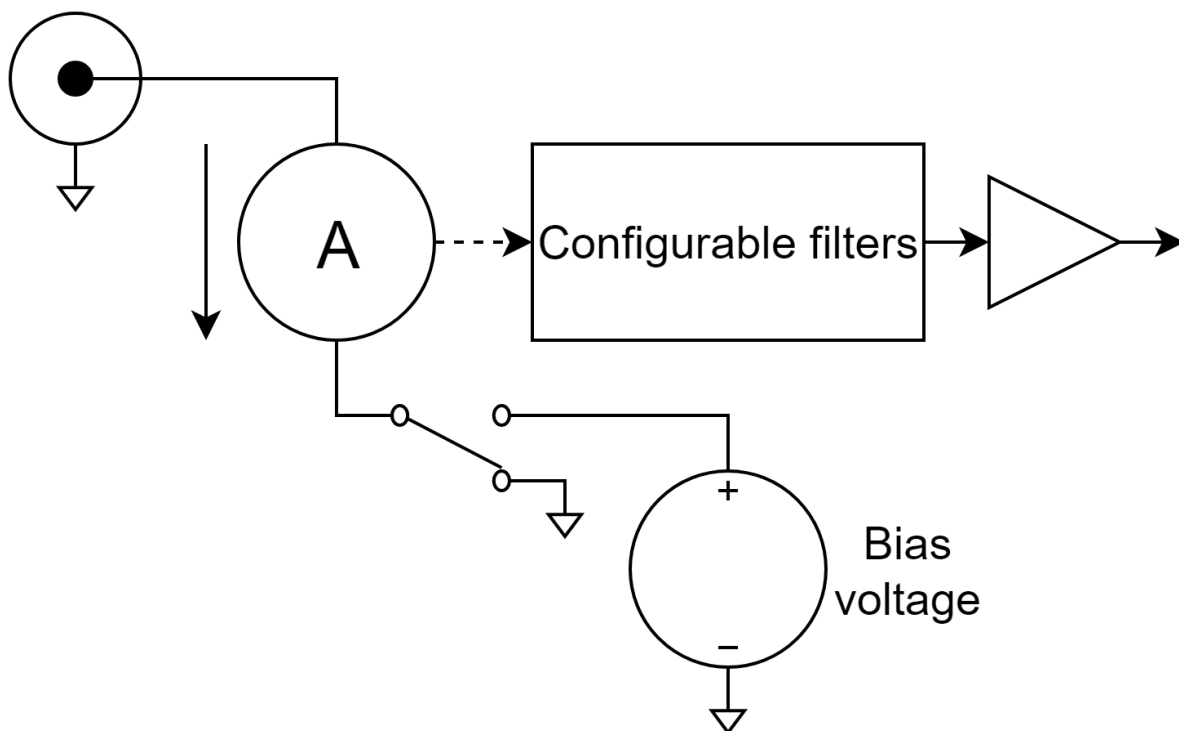 A
Configurable filters
+
Bias
voltage
−